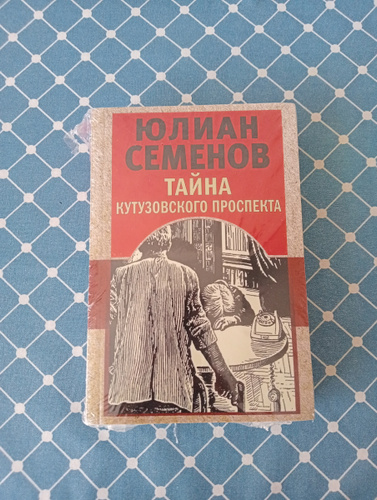 ЮЛИАН
СЕМЕНОВ
ТАЙНА
КУТУЗОВСКОГО ПРОСПЕКТА